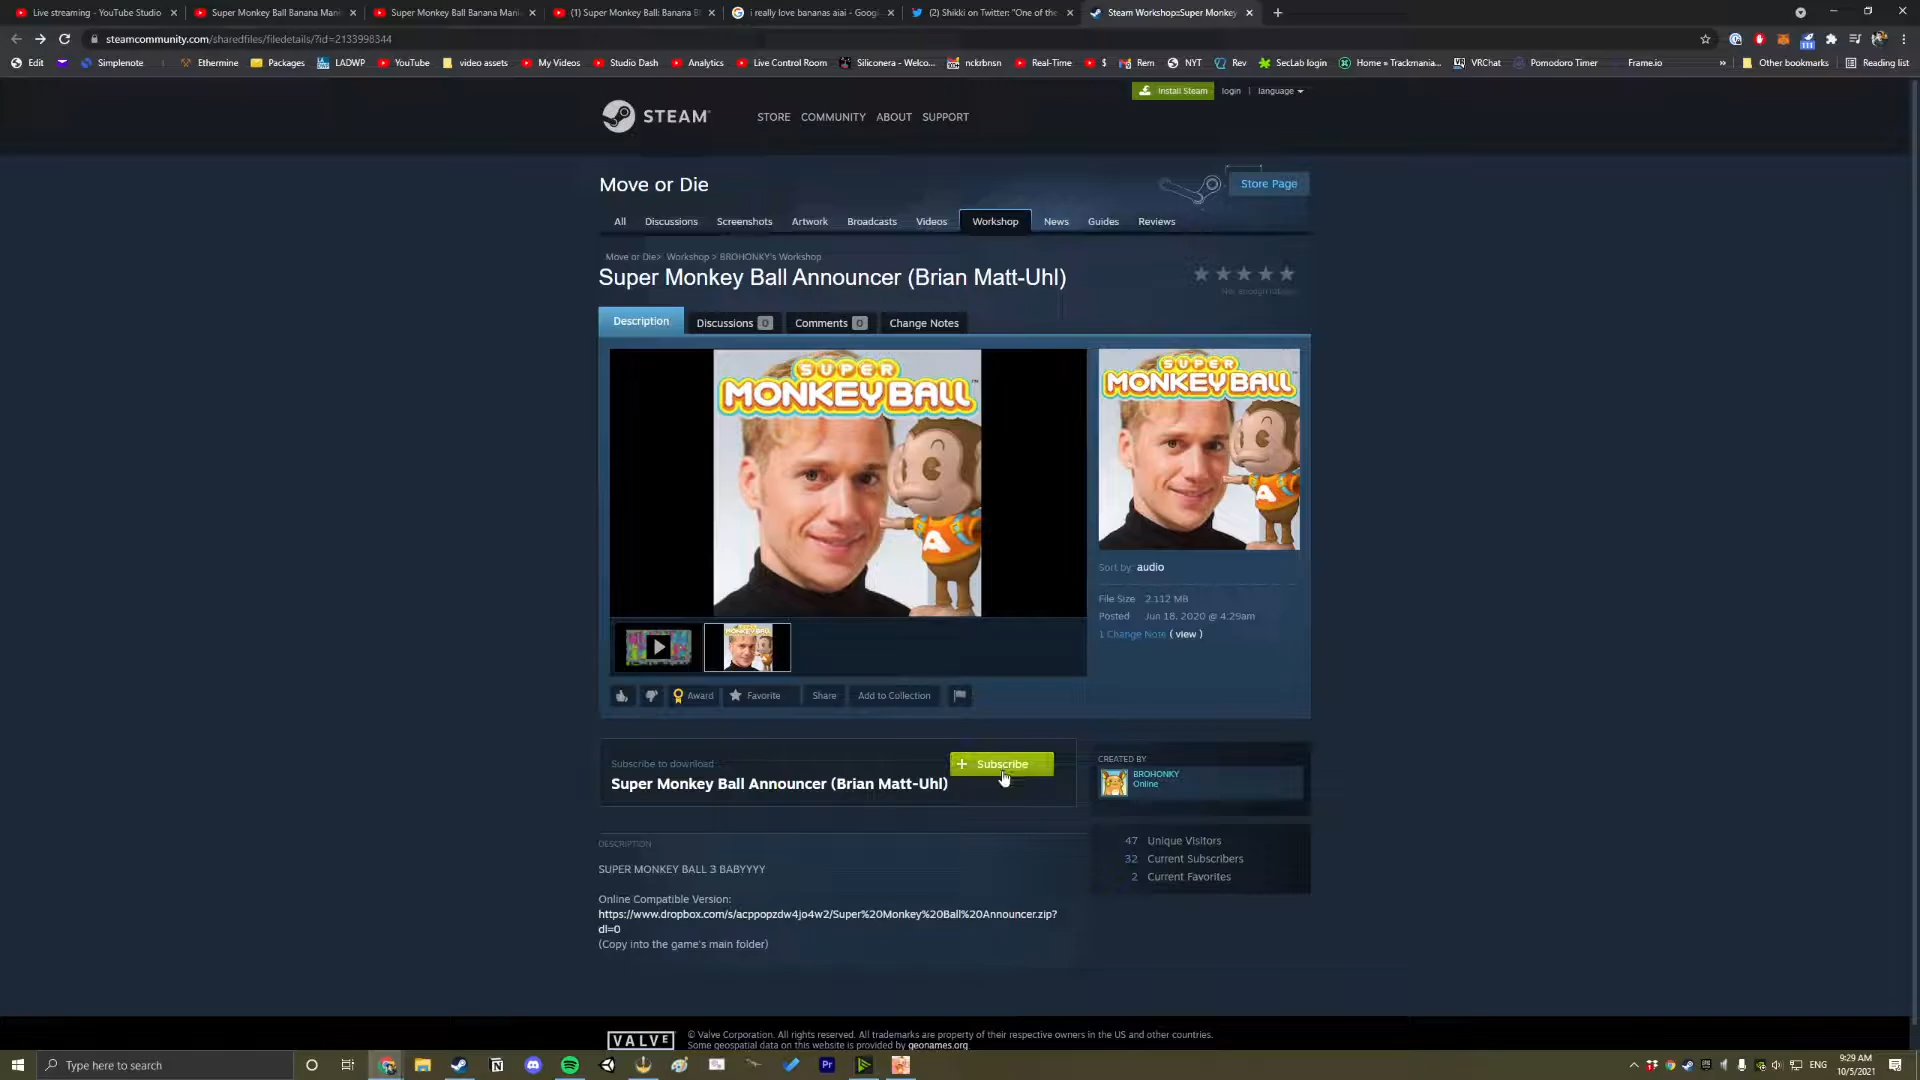 Live streaming - YouTube Studio
Super Monkey Ball Banana Man
Super Monkey Ball Banana Mani
(1) Super Monkey Ball: Banana B
i really love bananas aiai - Goog
(2) Shikki on Twitter: "One of the
Steam Workshop::Super Monkey
steamcommunity.com/sharedfiles/filedetails/?id=2133998344
Edit
Simplenote
Ethermine
Packages
LADWP
YouTube
video assets
My Videos
Studio Dash
Analytics
Live Control Room
Siliconera - Welco...
nckrbnsn
Real-Time
$
Rem
NYT
Rev
SecLab login
Home » Trackmania...
VRChat
Pomodoro Timer
Frame.io
»
Other bookmarks
Reading list
Install Steam
login | language
STEAM
STORE COMMUNITY ABOUT SUPPORT
Move or Die
Store Page
All Discussions Screenshots Artwork Broadcasts Videos Workshop News Guides Reviews
Move or Die > Workshop > BROHONKY's Workshop
Super Monkey Ball Announcer (Brian Matt-Uhl)
Description
Discussions 0
Comments 0
Change Notes
SUPER
MONKEY BALL
A
SUPER
MONKEY BALL
A
Sort by: audio
File Size 2.112 MB
Posted Jun 18, 2020 @ 4:29am
1 Change Note ( view )
Award
Favorite
Share
Add to Collection
Subscribe to download
Super Monkey Ball Announcer (Brian Matt-Uhl)
+ Subscribe
CREATED BY
BROHONKY
Online
47 Unique Visitors
32 Current Subscribers
2 Current Favorites
DESCRIPTION
SUPER MONKEY BALL 3 BABYYYY
Online Compatible Version:
https://www.dropbox.com/s/acppopzdw4jo4w2/Super%20Monkey%20Ball%20Announcer.zip?
dl=0
(Copy into the game's main folder)
VALVE
© Valve Corporation. All rights reserved. All trademarks are property of their respective owners in the US and other countries.
Some geospatial data on this website is provided by geonames.org.
Type here to search
Pr
ENG
9:29 AM
10/5/2021